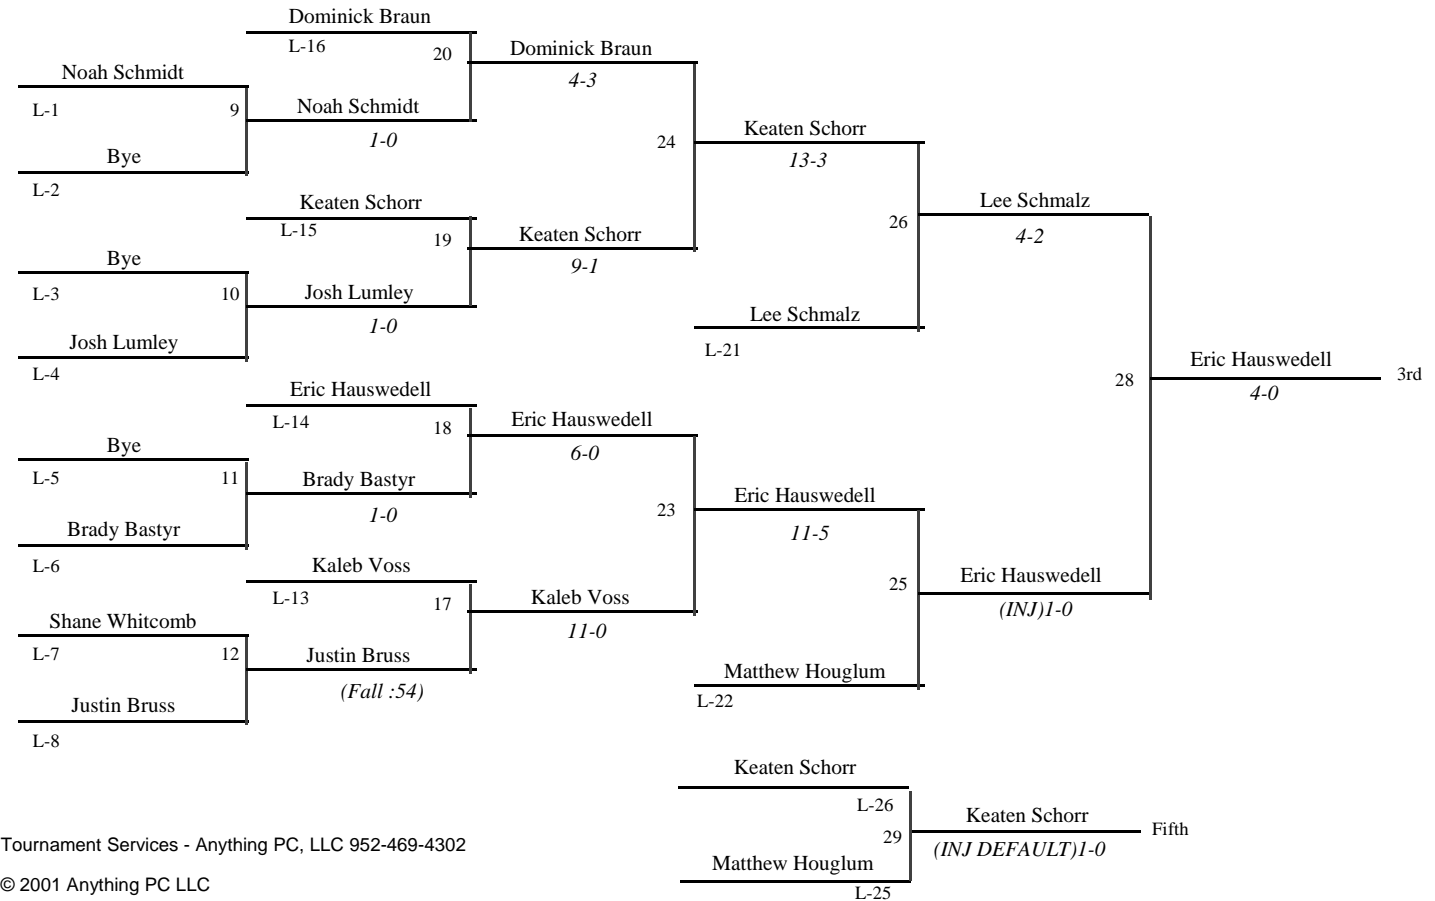 Dominick Braun
L-16
20
Dominick Braun
4-3
Noah Schmidt
L-1
9
Noah Schmidt
1-0
Bye
L-2
24
Keaten Schorr
13-3
Keaten Schorr
L-15
19
Keaten Schorr
9-1
26
Lee Schmalz
4-2
Bye
L-3
10
Josh Lumley
1-0
Josh Lumley
L-4
Lee Schmalz
L-21
28
Eric Hauswedell
4-0
3rd
Eric Hauswedell
L-14
18
Eric Hauswedell
6-0
Bye
L-5
11
Brady Bastyr
1-0
Brady Bastyr
L-6
23
Eric Hauswedell
11-5
Kaleb Voss
L-13
17
Kaleb Voss
11-0
25
Eric Hauswedell
(INJ)1-0
Shane Whitcomb
L-7
12
Justin Bruss
(Fall :54)
Justin Bruss
L-8
Matthew Houglum
L-22
Keaten Schorr
L-26
29
Keaten Schorr
(INJ DEFAULT)1-0
Fifth
Matthew Houglum
L-25
Tournament Services - Anything PC, LLC 952-469-4302
© 2001 Anything PC LLC